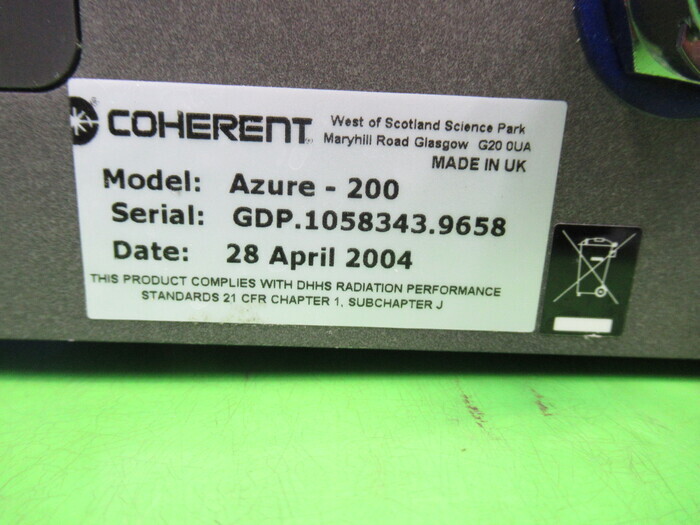 COHERENT
West of Scotland Science Park
Maryhill Road Glasgow G20 0UA
MADE IN UK
Model: Azure - 200
Serial: GDP.1058343.9658
Date: 28 April 2004
THIS PRODUCT COMPLIES WITH DHHS RADIATION PERFORMANCE
STANDARDS 21 CFR CHAPTER 1, SUBCHAPTER J